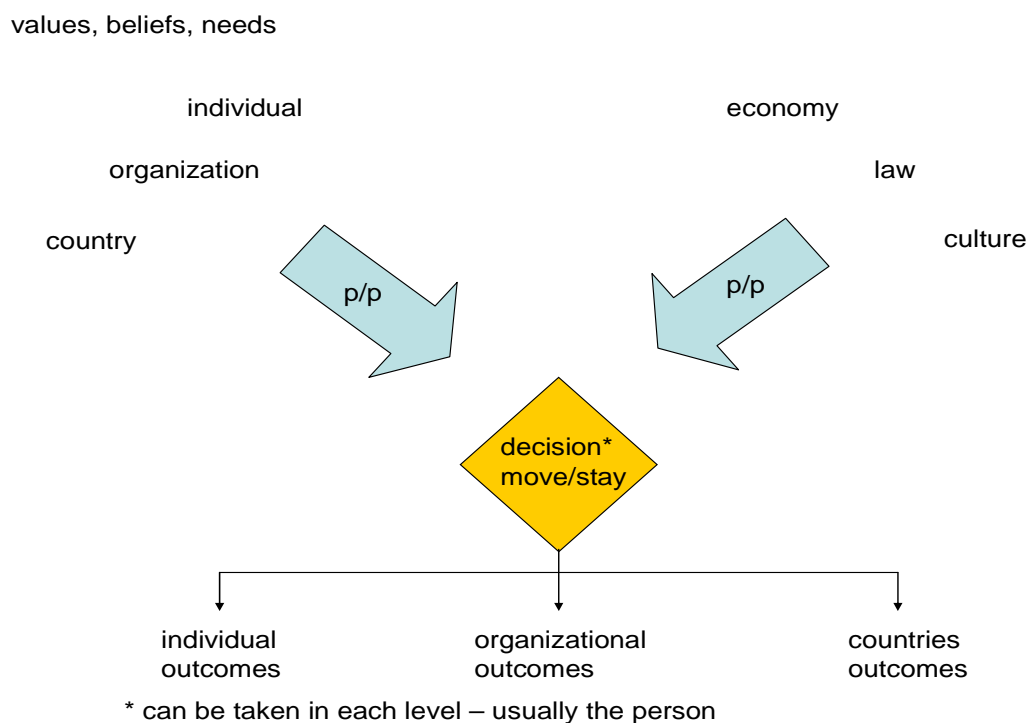 values, beliefs, needs
individual
economy
organization
law
country
culture
p/p
p/p
decision*
move/stay
individual
outcomes
organizational
outcomes
countries
outcomes
* can be taken in each level – usually the person